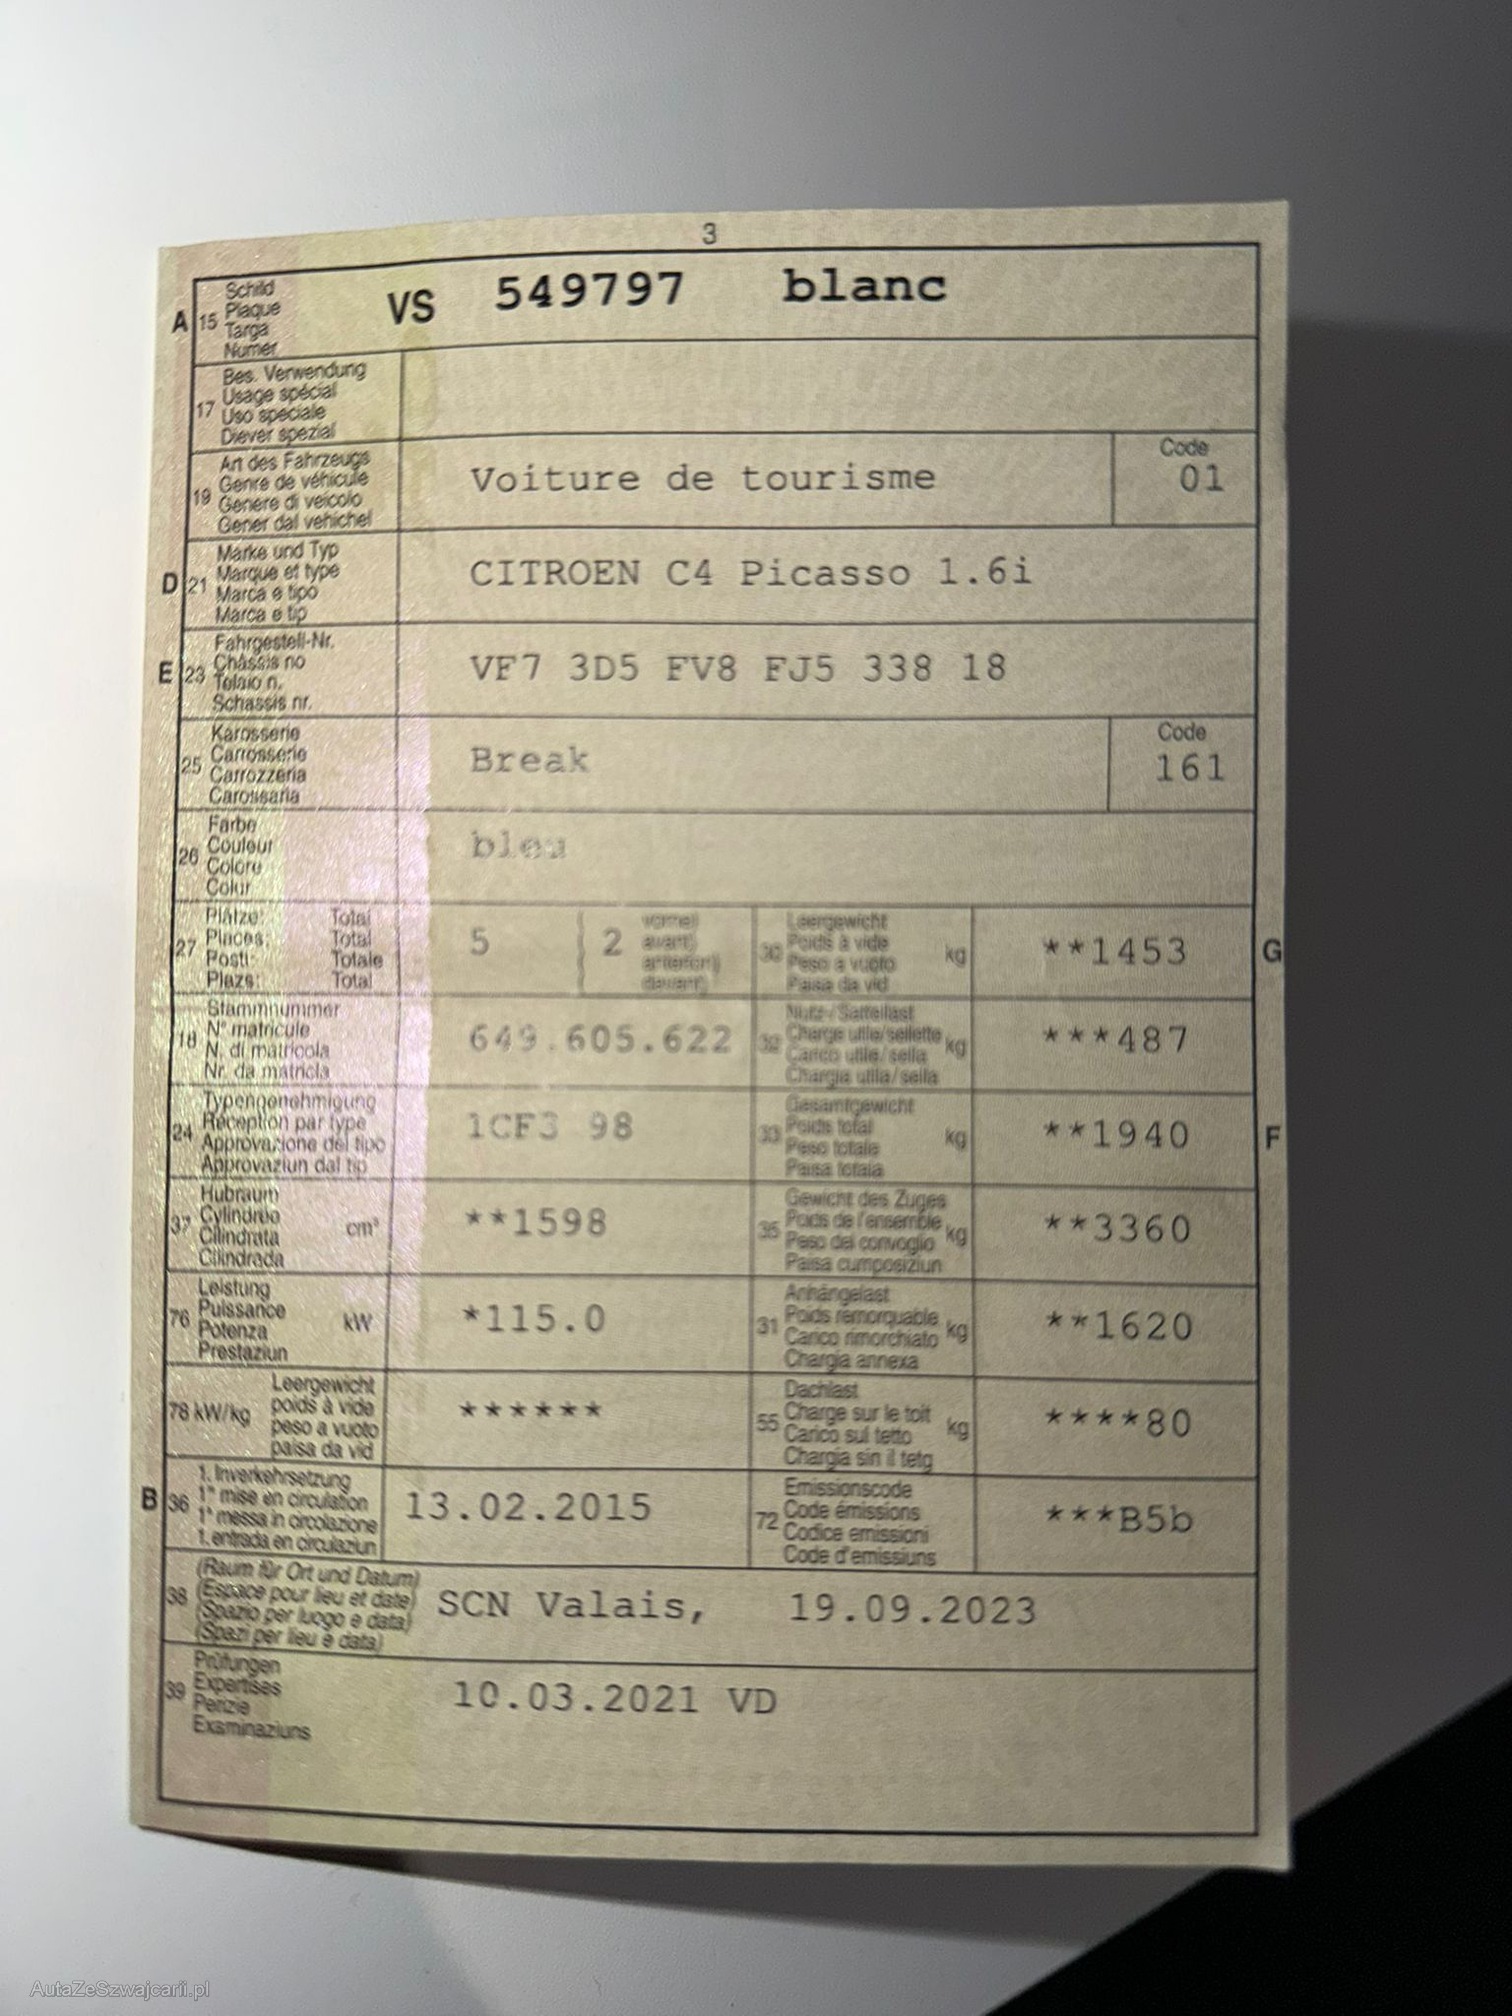 3
A 15 Schild
Plaque
Targa
Numer
VS 549797 blanc
17 Bes. Verwendung
Usage spécial
Uso speciale
Diever spezial
19 Art des Fahrzeugs
Genre de véhicule
Genere di veicolo
Gener dal vehichel
Voiture de tourisme
Code
01
D 21 Marke und Typ
Marque et type
Marca e tipo
Marca e tip
CITROEN C4 Picasso 1.6i
E 23 Fahrgestell-Nr.
Châssis no
Telaio n.
Schassis nr.
VF7 3D5 FV8 FJ5 338 18
25 Karosserie
Carrosserie
Carrozzeria
Carossaria
Break
Code
161
26 Farbe
Couleur
Colore
Colur
bleu
27 Plätze: Total
Places: Total
Posti: Totale
Plazs: Total
5 2 vorne)
avant)
anteriori)
davant)
30 Leergewicht
Poids à vide
Peso a vuoto
Paisa da vid
kg **1453 G
18 Stammnummer
N° matricule
N. di matricola
Nr. da matricla
649.605.622
32 Nutz-/Sattellast
Charge utile/sellette
Carico utile/sella
Chargia utila/sella
kg ***487
24 Typengenehmigung
Réception par type
Approvazione del tipo
Approvaziun dal tip
1CF3 98
33 Gesamtgewicht
Poids total
Peso totale
Paisa totala
kg **1940 F
37 Hubraum
Cylindrée
Cilindrata
Cilindrada
cm³ **1598
35 Gewicht des Zuges
Poids de l'ensemble
Peso del convoglio
Paisa cumposiziun
kg **3360
76 Leistung
Puissance
Potenza
Prestaziun
kW *115.0
31 Anhängelast
Poids remorquable
Carico rimorchiato
Chargia annexa
kg **1620
78 kW/kg Leergewicht
poids à vide
peso a vuoto
paisa da vid
******
55 Dachlast
Charge sur le toit
Carico sul tetto
Chargia sin il tetg
kg ****80
B 36 1. Inverkehrsetzung
1re mise en circulation
1a messa in circolazione
1. entrada en circulaziun
13.02.2015
72 Emissionscode
Code émissions
Codice emissioni
Code d'emissiuns
***B5b
38 (Raum für Ort und Datum)
(Espace pour lieu et date)
(Spazio per luogo e data)
(Spazi per lieu e data)
SCN Valais, 19.09.2023
39 Prüfungen
Expertises
Perizie
Examinaziuns
10.03.2021 VD
AutaZeSzwajcarii.pl